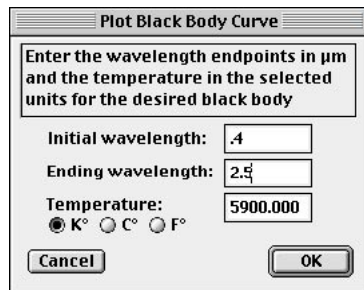 Plot Black Body Curve
Enter the wavelength endpoints in µm
and the temperature in the selected
units for the desired black body
Initial wavelength: .4
Ending wavelength: 2.5
Temperature: 5900.000
K° C° F°
Cancel OK